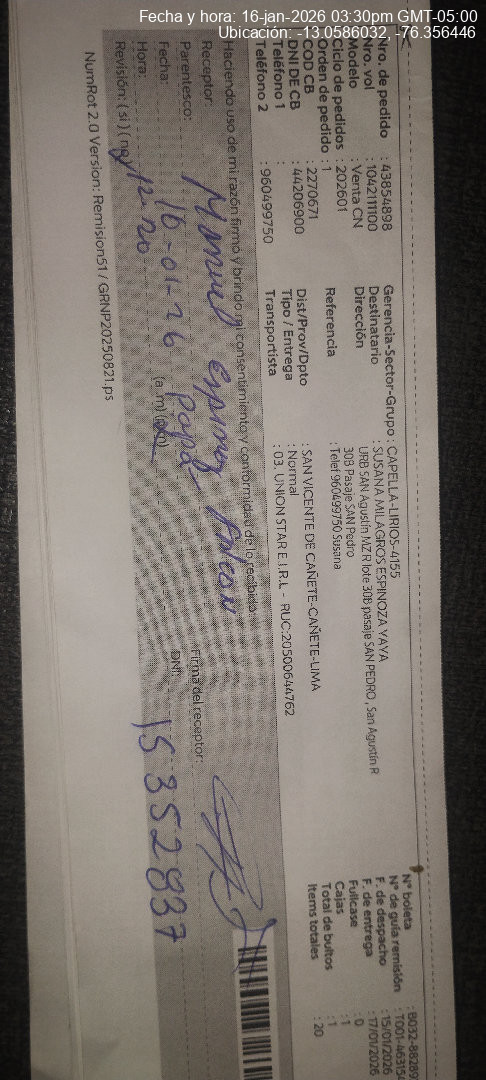 Fecha y hora: 16-jan-2026 03:30pm GMT-05:00
Ubicación: -13.0586032, -76.356446
Nro. de pedido : 43854898
Nro. vol : 1042111100
Modelo : Venta CN
Ciclo de pedidos : 202601
Orden de pedido : 1
COD CB : 2270671
DNI DE CB : 44206900
Teléfono 1 :
Teléfono 2 : 960499750
Gerencia-Sector-Grupo : CAPELLA-LIRIOS-4155
Destinatario : SUSANA MILAGROS ESPINOZA YAYA
Dirección : URB SAN Agustín MZ R lote 30B pasaje SAN PEDRO , San Agustín R
30B Pasaje SAN Pedro
Referencia : Telef 960499750 Susana
Dist/Prov/Dpto : SAN VICENTE DE CAÑETE-CAÑETE-LIMA
Tipo / Entrega : Normal
Transportista : 03. UNION STAR E.I.R.L - RUC:20500644762
N° boleta : B032-88289
N° de guía remisión : T001-46315
F. de despacho : 15/01/2026
F. de entrega : 17/01/2026
Fullcase : 0
Cajas : 1
Total de bultos : 1
Items totales : 20
Haciendo uso de mi razón firmo y brindo mi consentimiento y conformidad de lo recibido
Receptor: Manuel
Parentesco: Papá
Firma del receptor:
Fecha: 16-01-26
DNI: 15352837
Hora: 12:20 (a.m)(p.m)
Revisión: ( si ) ( no )
NumRot 2.0 Version: Remision51 / GRNP20250821.ps